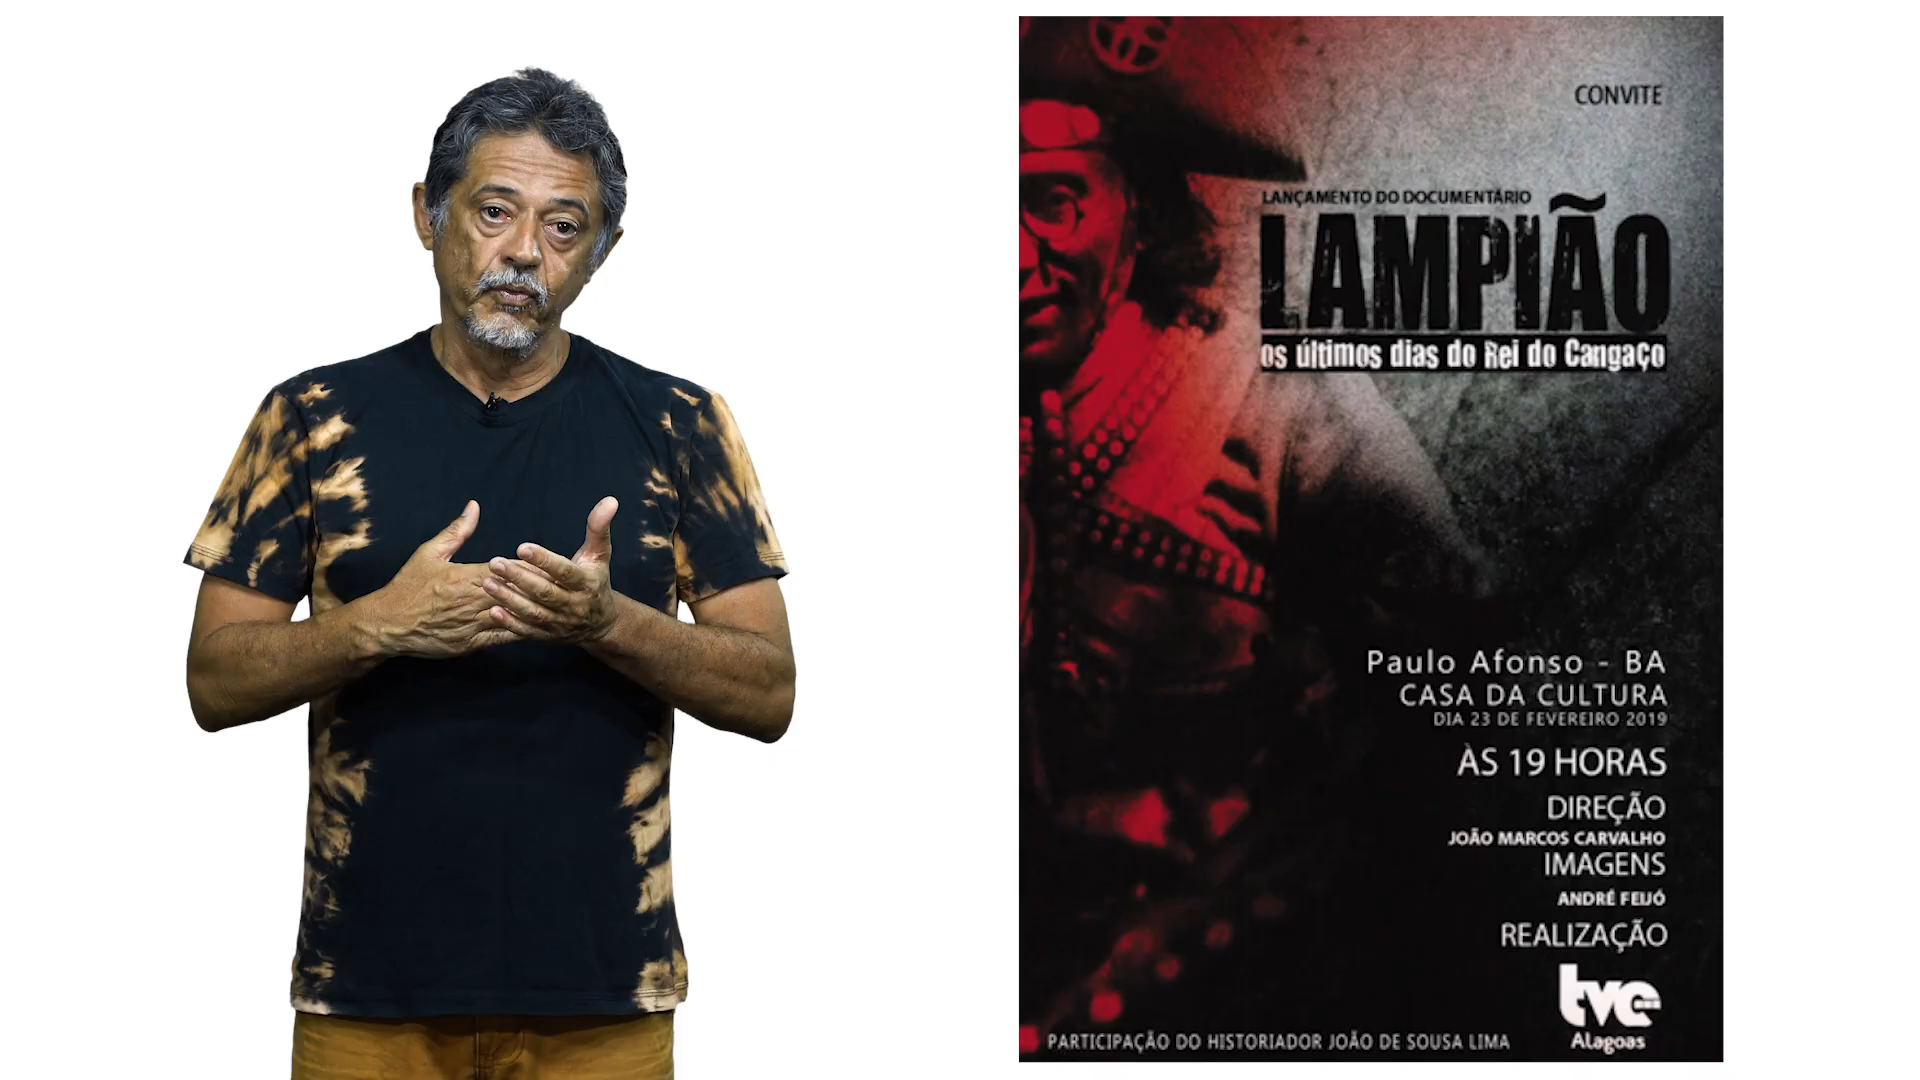 CONVITE
LANÇAMENTO DO DOCUMENTÁRIO
LAMPIÃO
os últimos dias do Rei do Cangaço
Paulo Afonso - BA
CASA DA CULTURA
DIA 23 DE FEVEREIRO 2019
ÀS 19 HORAS
DIREÇÃO
JOÃO MARCOS CARVALHO
IMAGENS
ANDRÉ FEIJÓ
REALIZAÇÃO
tve
Alagoas
PARTICIPAÇÃO DO HISTORIADOR JOÃO DE SOUSA LIMA